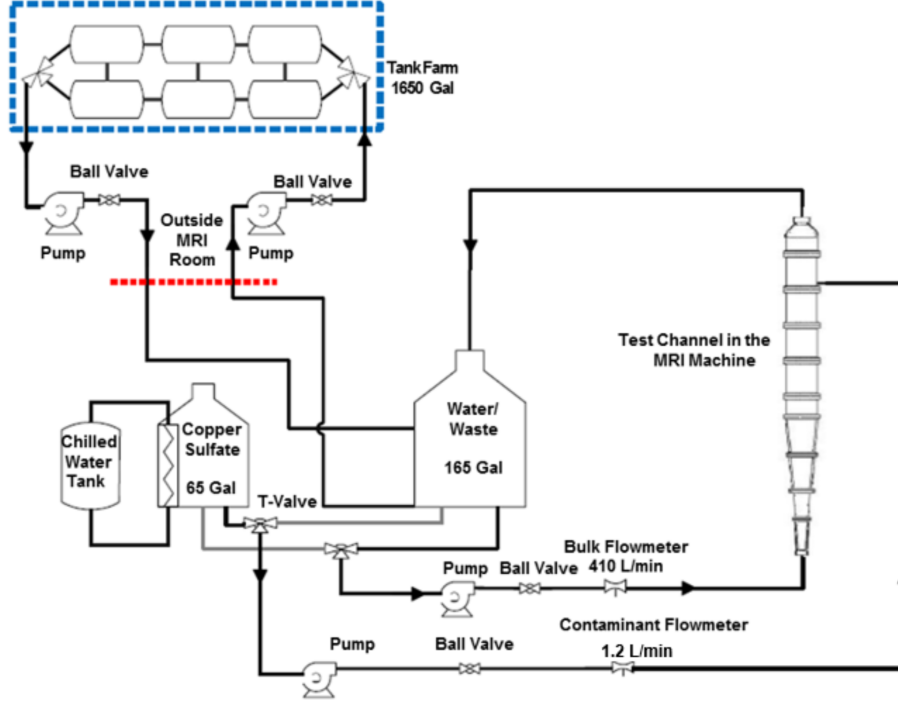 TankFarm
1650 Gal
Ball Valve
Ball Valve
Outside
MRI
Room
Pump
Pump
Test Channel in the
MRI Machine
Water/
Waste
165 Gal
Copper
Sulfate
65 Gal
Chilled
Water
Tank
T-Valve
Bulk Flowmeter
410 L/min
Pump
Ball Valve
Contaminant Flowmeter
1.2 L/min
Pump
Ball Valve